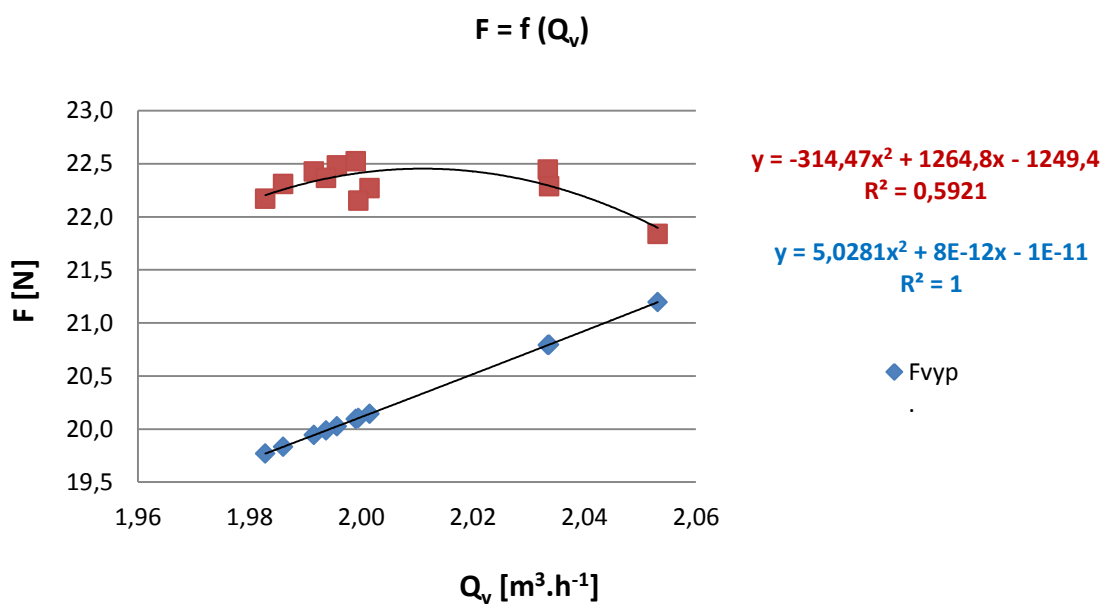 F = f (Qv)
F [N]
23,0
22,5
22,0
21,5
21,0
20,5
20,0
19,5
1,96
1,98
2,00
2,02
2,04
2,06
Qv [m³.h⁻¹]
y = -314,47x² + 1264,8x - 1249,4
R² = 0,5921
y = 5,0281x² + 8E-12x - 1E-11
R² = 1
Fvyp
.